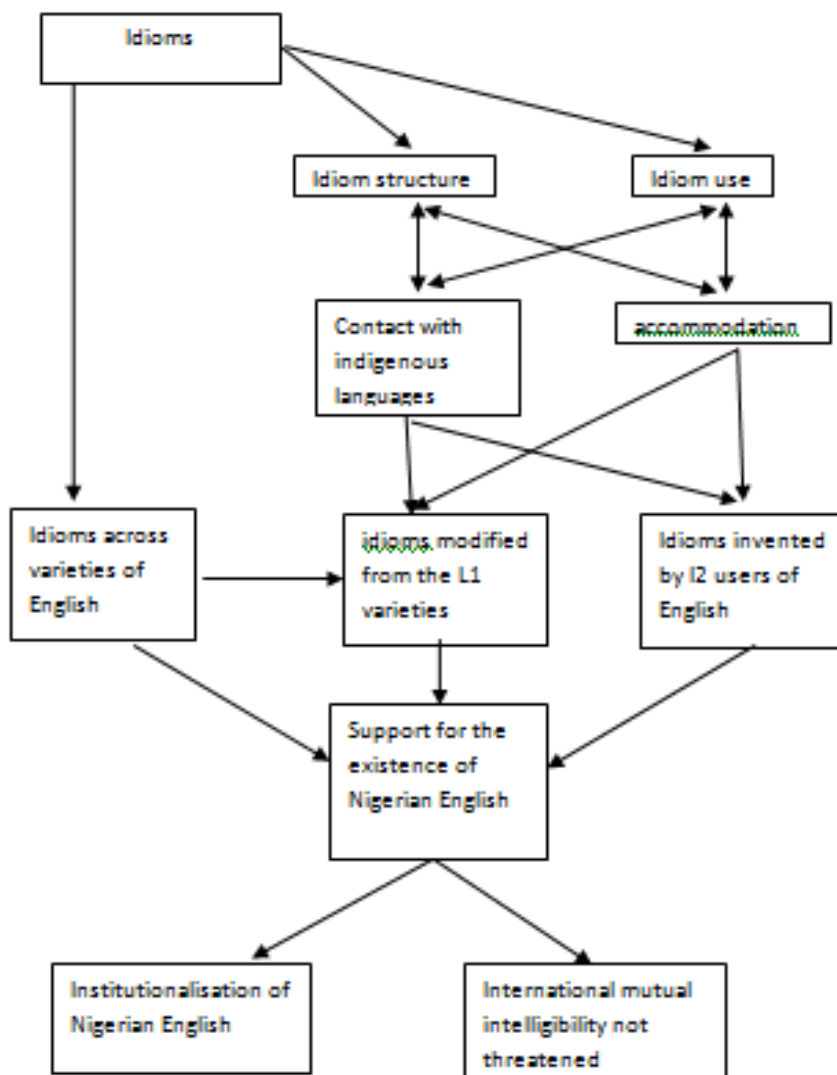 Idioms
Idiom structure
Idiom use
Contact with
indigenous
languages
accommodation
Idioms across
varieties of
English
idioms modified
from the L1
varieties
Idioms invented
by l2 users of
English
Support for the
existence of
Nigerian English
Institutionalisation of
Nigerian English
International mutual
intelligibility not
threatened